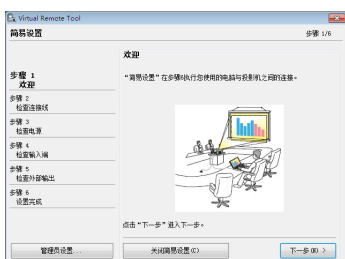 Virtual Remote Tool
简易设置
步骤 1/6
欢迎
步骤 1
欢迎
步骤 2
检查连接线
步骤 3
检查电源
步骤 4
检查输入端
步骤 5
检查外部输出
步骤 6
设置完成
“简易设置”在步骤6执行您使用的电脑与投影机之间的连接。
点击“下一步”进入下一步。
管理员设置...
关闭简易设置(C)
下一步(N) >